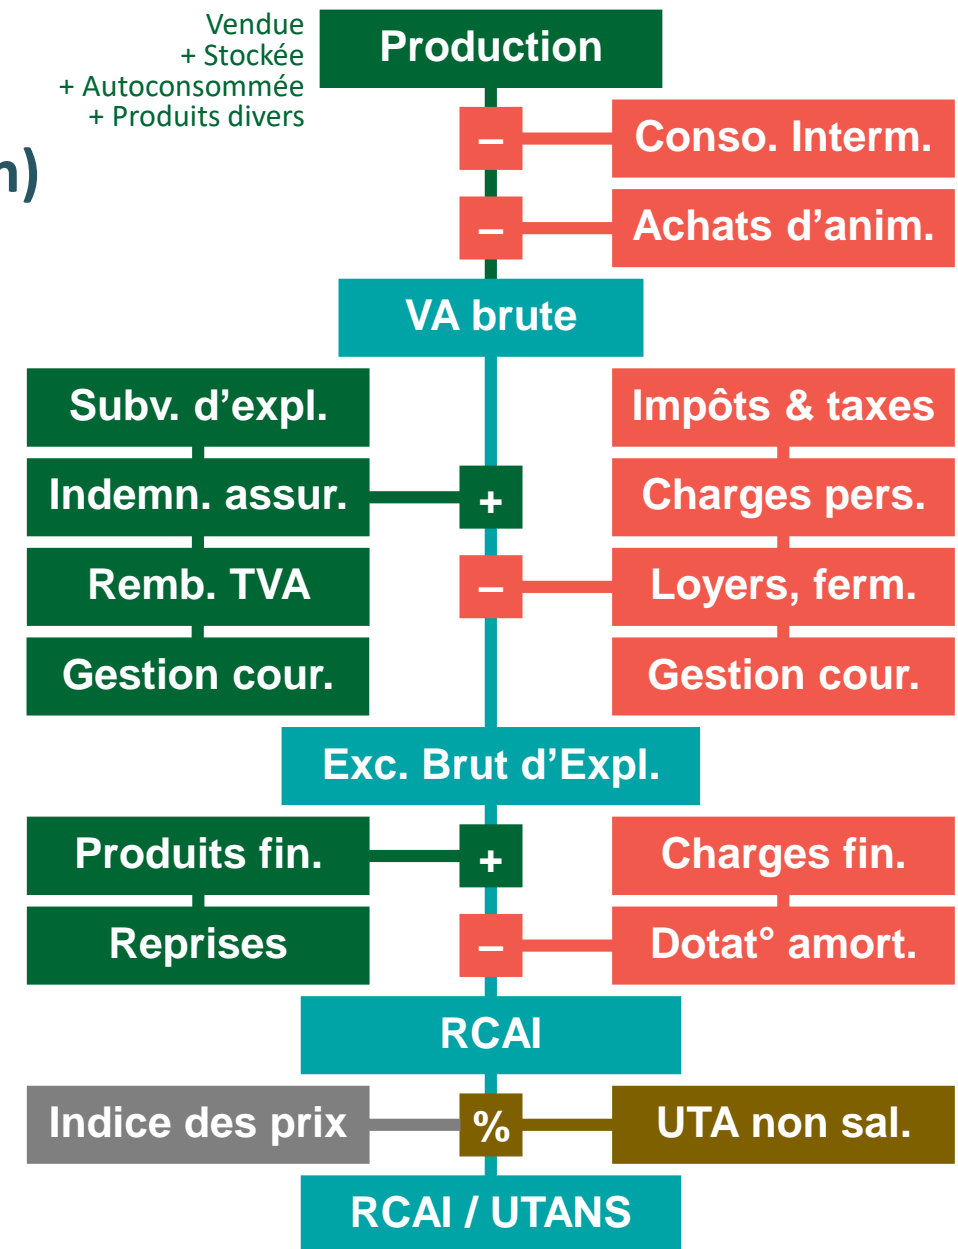 Vendue
+ Stockée
+ Autoconsommée
+ Produits divers
Production
n)
–
Conso. Interm.
–
Achats d’anim.
VA brute
Subv. d’expl.
Impôts & taxes
Indemn. assur.
+
Charges pers.
Remb. TVA
–
Loyers, ferm.
Gestion cour.
Gestion cour.
Exc. Brut d’Expl.
Produits fin.
+
Charges fin.
Reprises
–
Dotat° amort.
RCAI
Indice des prix
%
UTA non sal.
RCAI / UTANS